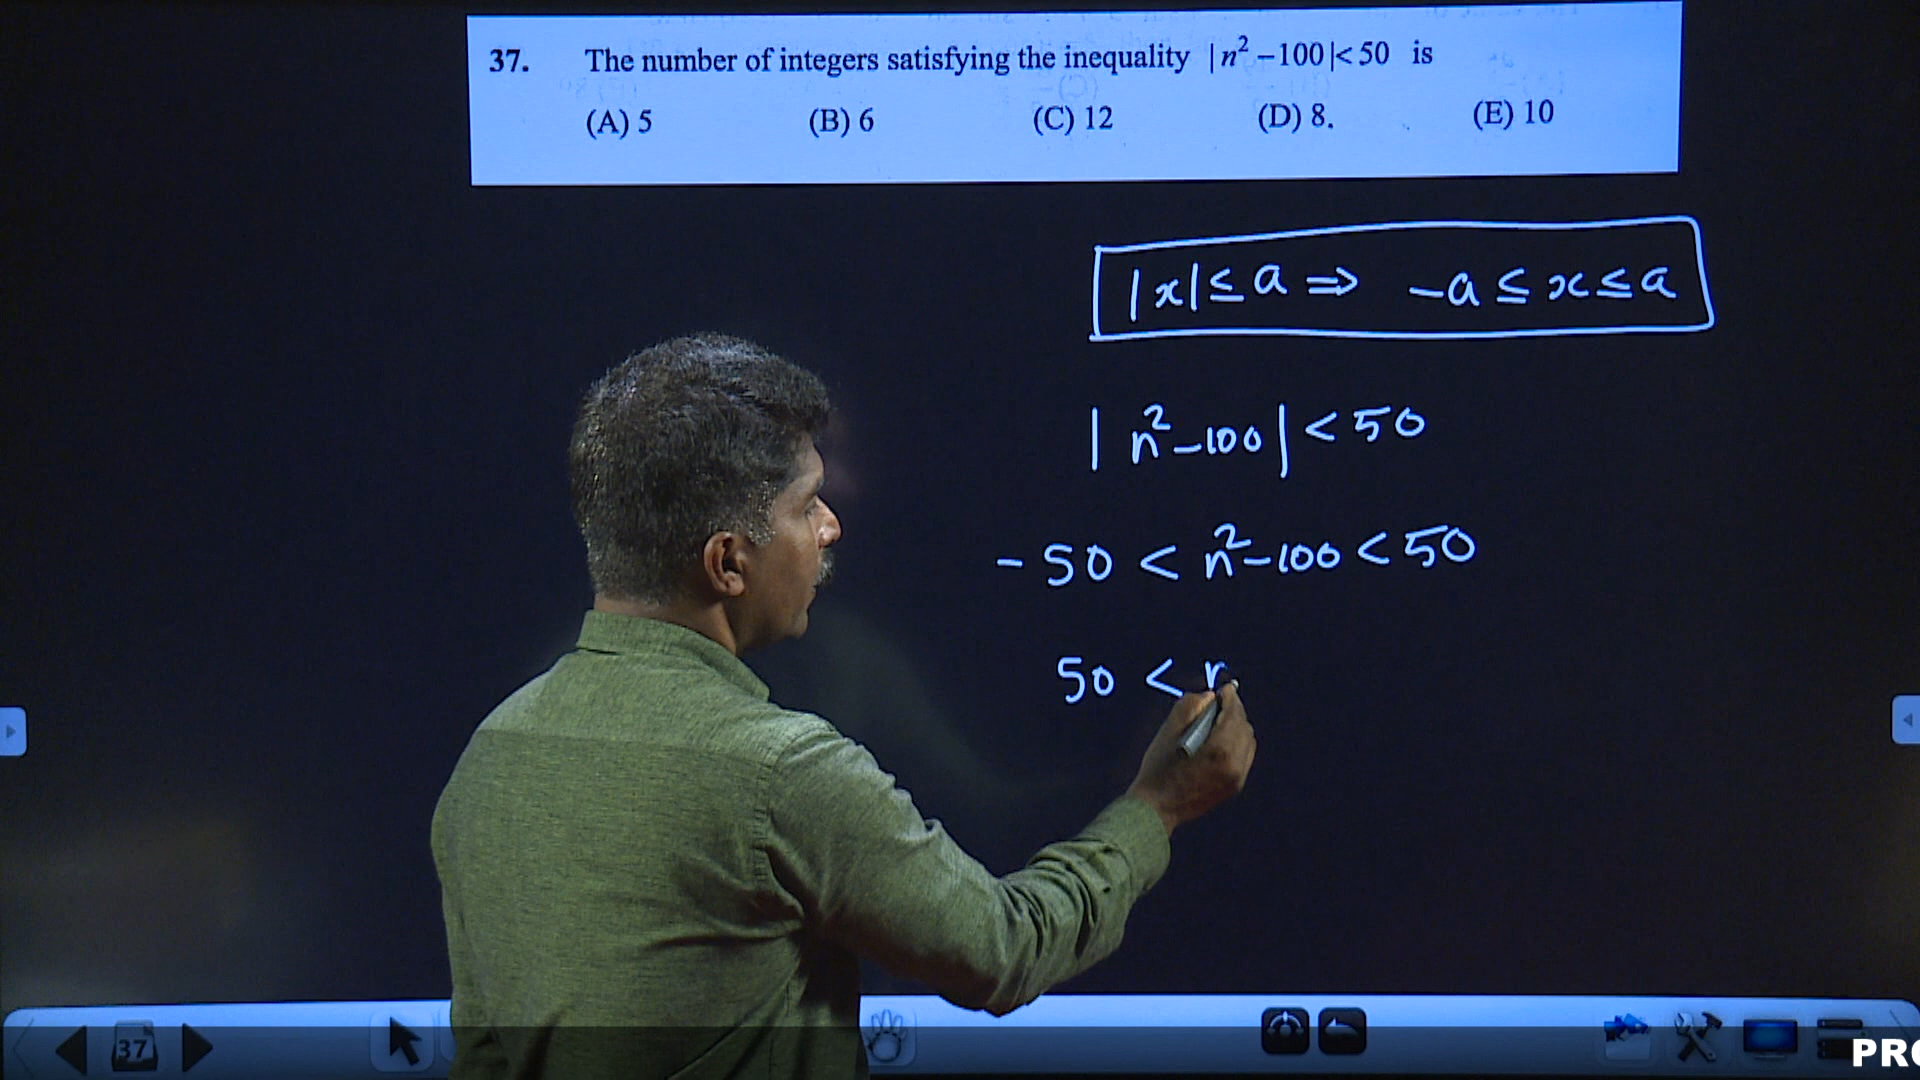 37. The number of integers satisfying the inequality |n² – 100|< 50 is
(A) 5 (B) 6 (C) 12 (D) 8. (E) 10
|x| ≤ a ⇒ -a ≤ x ≤ a
|n² - 100| < 50
- 50 < n² - 100 < 50
50 <
37